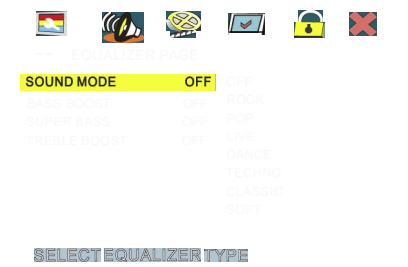 -- EQUALIZER PAGE
SOUND MODE OFF
BASS BOOST OFF
SUPER BASS OFF
TREBLE BOOST OFF
OFF
ROCK
POP
LIVE
DANCE
TECHNO
CLASSIC
SOFT
SELECT EQUALIZER TYPE